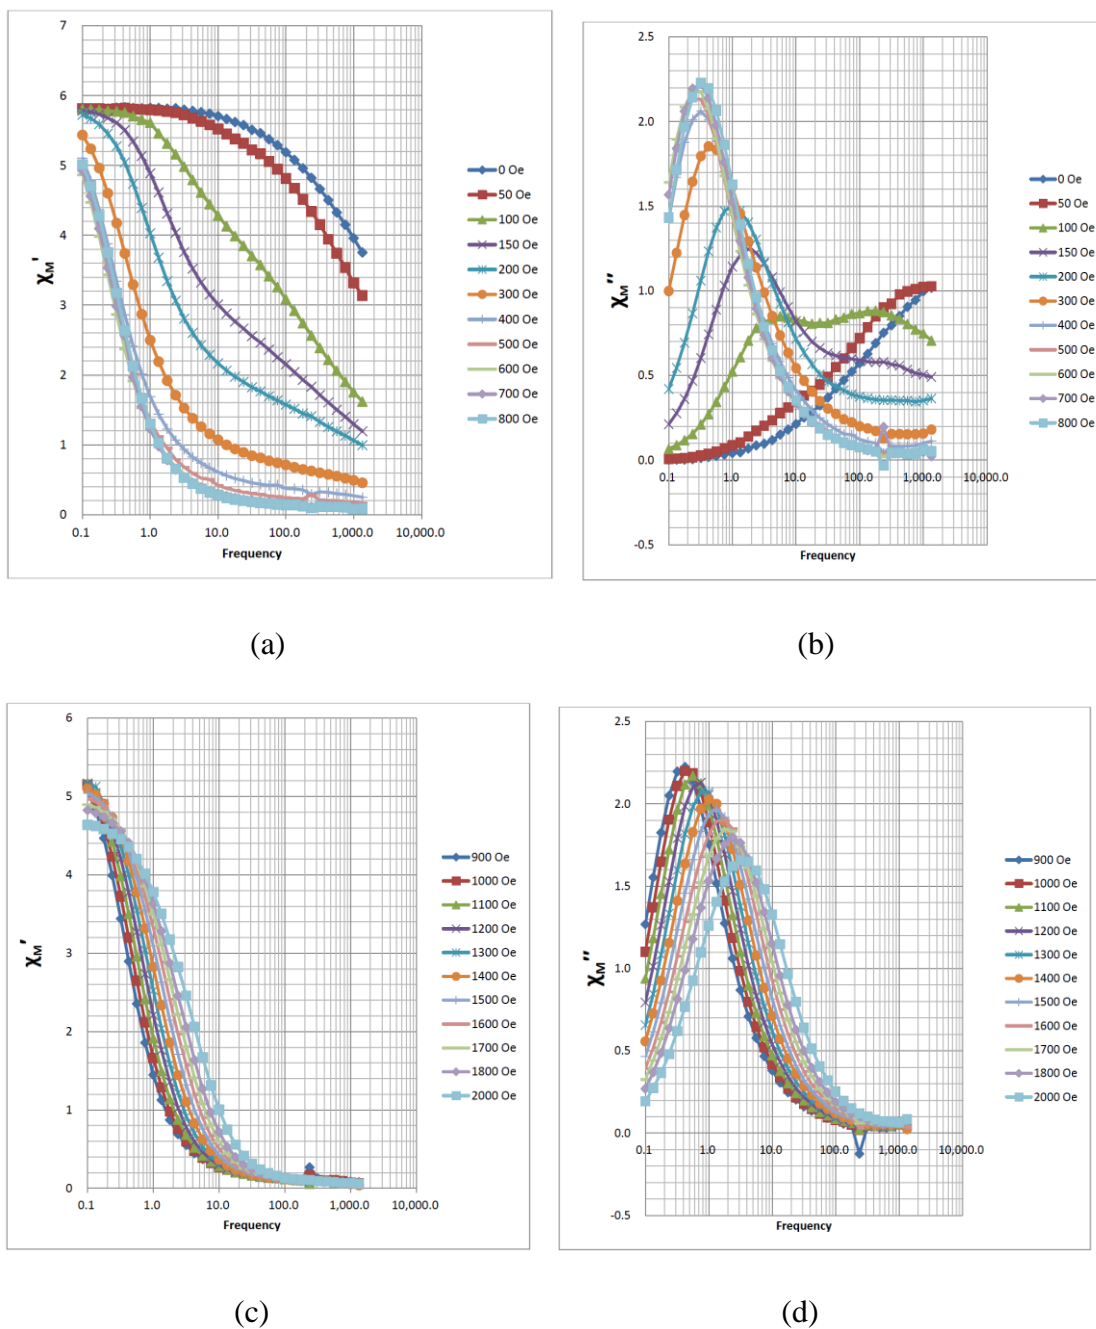 7
6
5
4
3
2
1
0
χM'
0.1 1.0 10.0 100.0 1,000.0 10,000.0
Frequency
0 Oe
50 Oe
100 Oe
150 Oe
200 Oe
300 Oe
400 Oe
500 Oe
600 Oe
700 Oe
800 Oe
(a)
2.5
2.0
1.5
1.0
0.5
0.0
-0.5
χM''
0.1 1.0 10.0 100.0 1,000.0 10,000.0
Frequency
0 Oe
50 Oe
100 Oe
150 Oe
200 Oe
300 Oe
400 Oe
500 Oe
600 Oe
700 Oe
800 Oe
(b)
6
5
4
3
2
1
0
χM'
0.1 1.0 10.0 100.0 1,000.0 10,000.0
Frequency
900 Oe
1000 Oe
1100 Oe
1200 Oe
1300 Oe
1400 Oe
1500 Oe
1600 Oe
1700 Oe
1800 Oe
2000 Oe
(c)
2.5
2.0
1.5
1.0
0.5
0.0
-0.5
χM''
0.1 1.0 10.0 100.0 1,000.0 10,000.0
Frequency
900 Oe
1000 Oe
1100 Oe
1200 Oe
1300 Oe
1400 Oe
1500 Oe
1600 Oe
1700 Oe
1800 Oe
2000 Oe
(d)